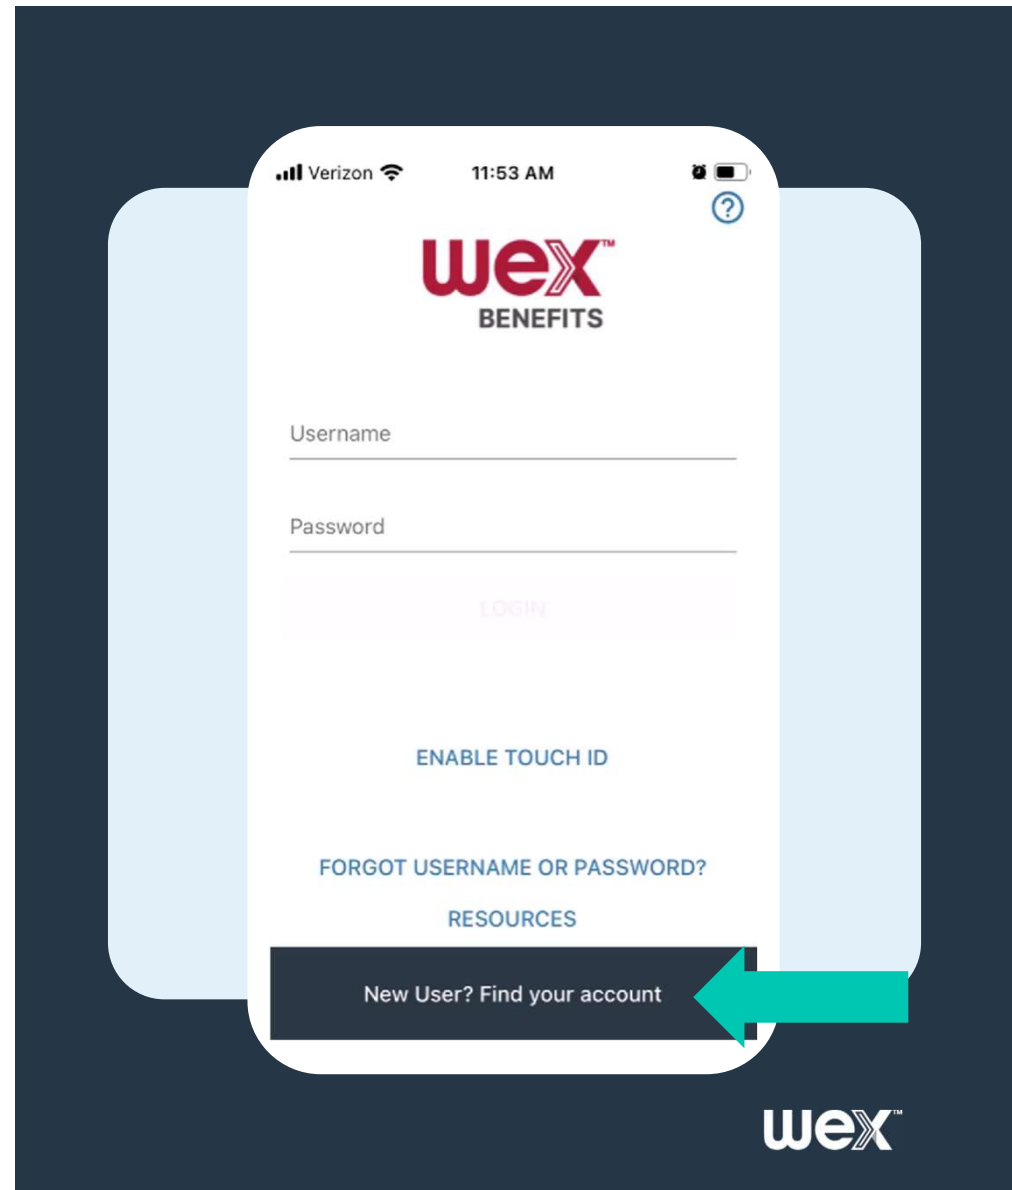 Verizon 11:53 AM
?
wex™
BENEFITS
Username
Password
LOGIN
ENABLE TOUCH ID
FORGOT USERNAME OR PASSWORD?
RESOURCES
New User? Find your account
wex™